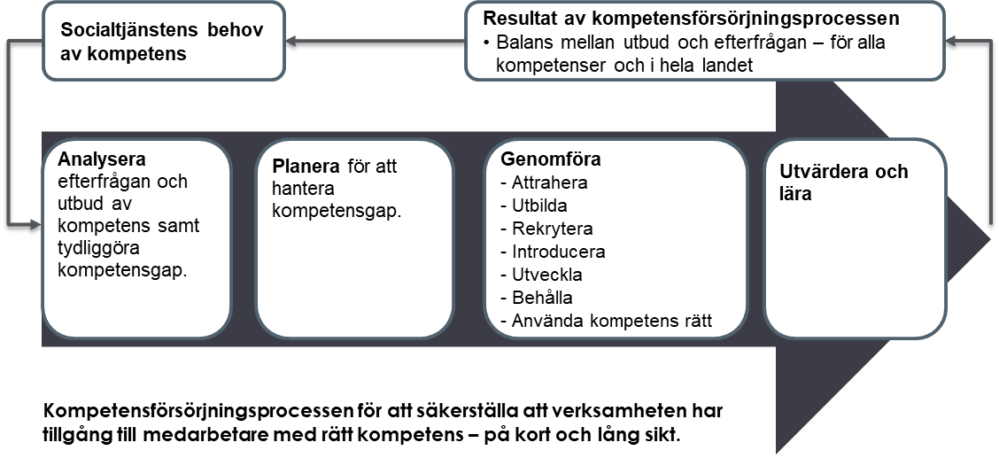 Socialtjänstens behov
av kompetens
Resultat av kompetensförsörjningsprocessen
• Balans mellan utbud och efterfrågan – för alla
kompetenser och i hela landet
Analysera
efterfrågan och
utbud av
kompetens samt
tydliggöra
kompetensgap.
Planera för att
hantera
kompetensgap.
Genomföra
- Attrahera
- Utbilda
- Rekrytera
- Introducera
- Utveckla
- Behålla
- Använda kompetens rätt
Utvärdera och
lära
Kompetensförsörjningsprocessen för att säkerställa att verksamheten har
tillgång till medarbetare med rätt kompetens – på kort och lång sikt.